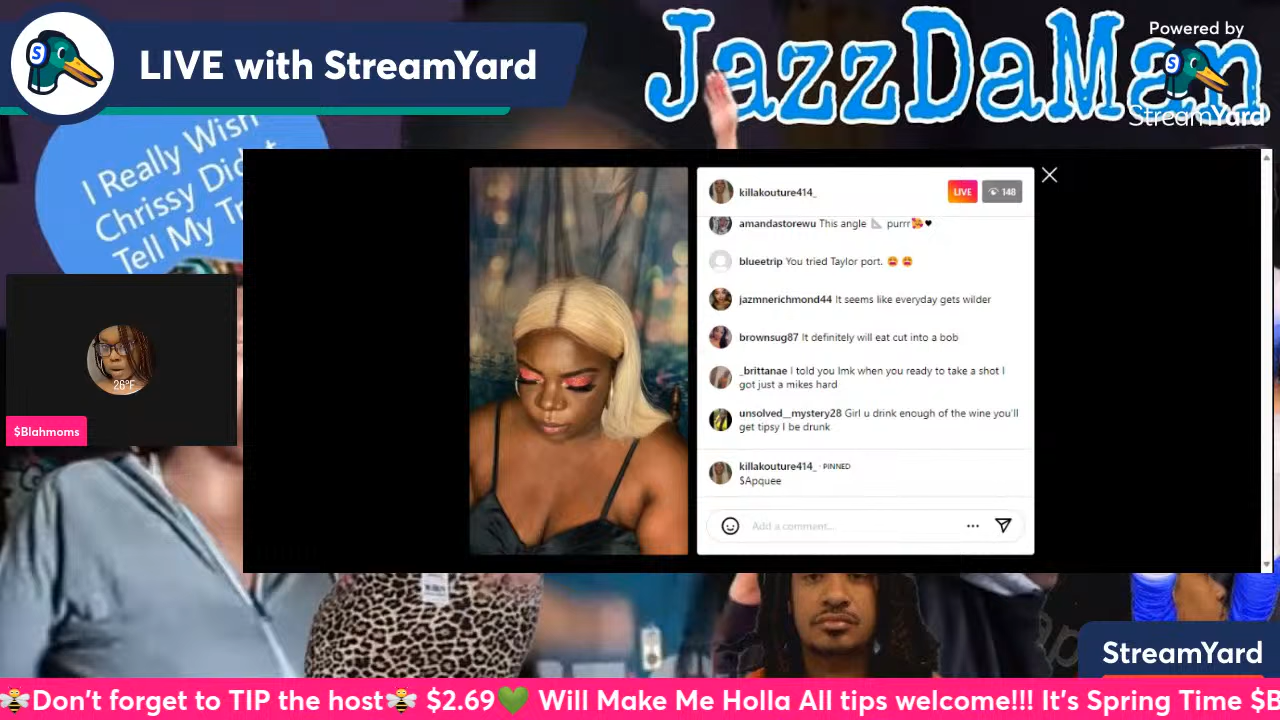 S
LIVE with StreamYard
JazzDaMan
Powered by
S
StreamYard
I Really Wish
Chrissy Did
Tell My
killakouture414_
LIVE
148
amandastorewu This angle 📐 purrr🥰♥
blueetrip You tried Taylor port. 😩 😩
jazmnerichmond44 It seems like everyday gets wilder
brownsug87 It definitely will eat cut into a bob
_brittanae I told you lmk when you ready to take a shot I
got just a mikes hard
unsolved__mystery28 Girl u drink enough of the wine you'll
get tipsy I be drunk
killakouture414_ · PINNED
$Apquee
Add a comment...
26°F
$Blahmoms
StreamYard
🐝Don't forget to TIP the host🐝 $2.69💚 Will Make Me Holla All tips welcome!!! It's Spring Time $B